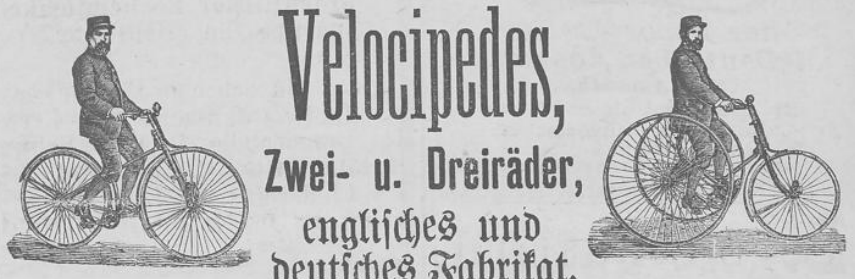 Velocipedes,
Zwei- u. Dreiräder,
engliſches und
deutſches Fabrikat.